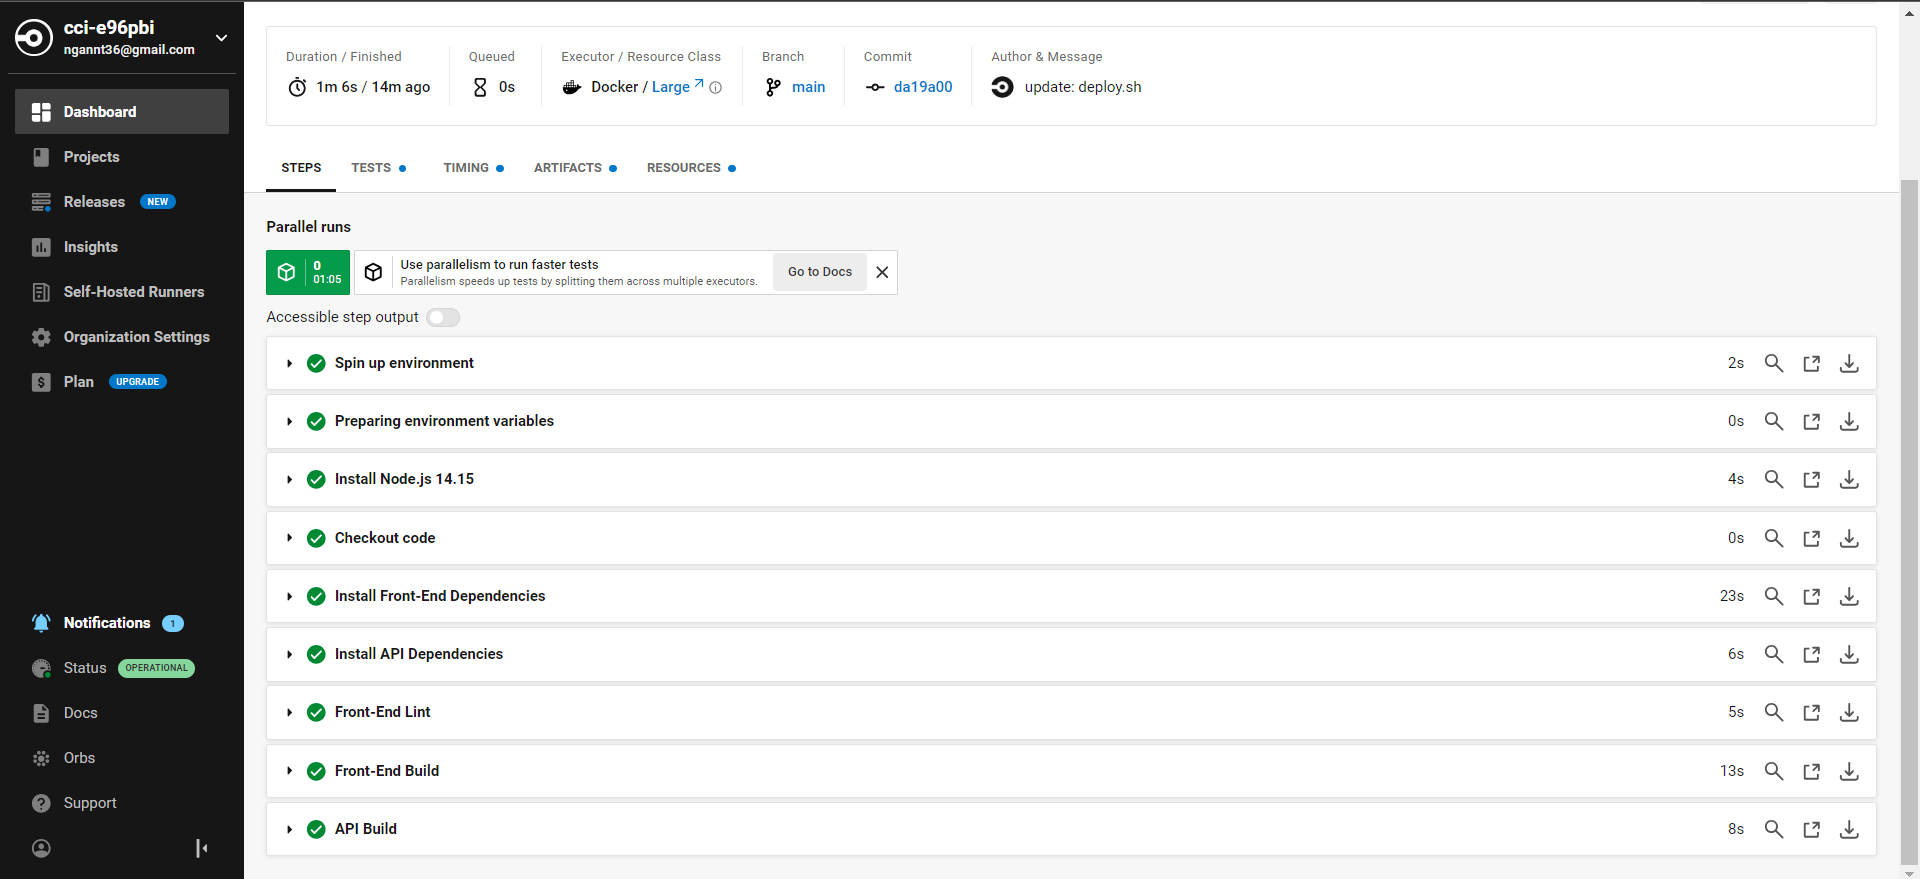 cci-e96pbi
ngannt36@gmail.com
Dashboard
Projects
Releases NEW
Insights
Self-Hosted Runners
Organization Settings
Plan UPGRADE
Notifications 1
Status OPERATIONAL
Docs
Orbs
Support
Duration / Finished
1m 6s / 14m ago
Queued
0s
Executor / Resource Class
Docker / Large
Branch
main
Commit
da19a00
Author & Message
update: deploy.sh
STEPS TESTS TIMING ARTIFACTS RESOURCES
Parallel runs
0
01:05
Use parallelism to run faster tests
Parallelism speeds up tests by splitting them across multiple executors.
Go to Docs
Accessible step output
Spin up environment 2s
Preparing environment variables 0s
Install Node.js 14.15 4s
Checkout code 0s
Install Front-End Dependencies 23s
Install API Dependencies 6s
Front-End Lint 5s
Front-End Build 13s
API Build 8s